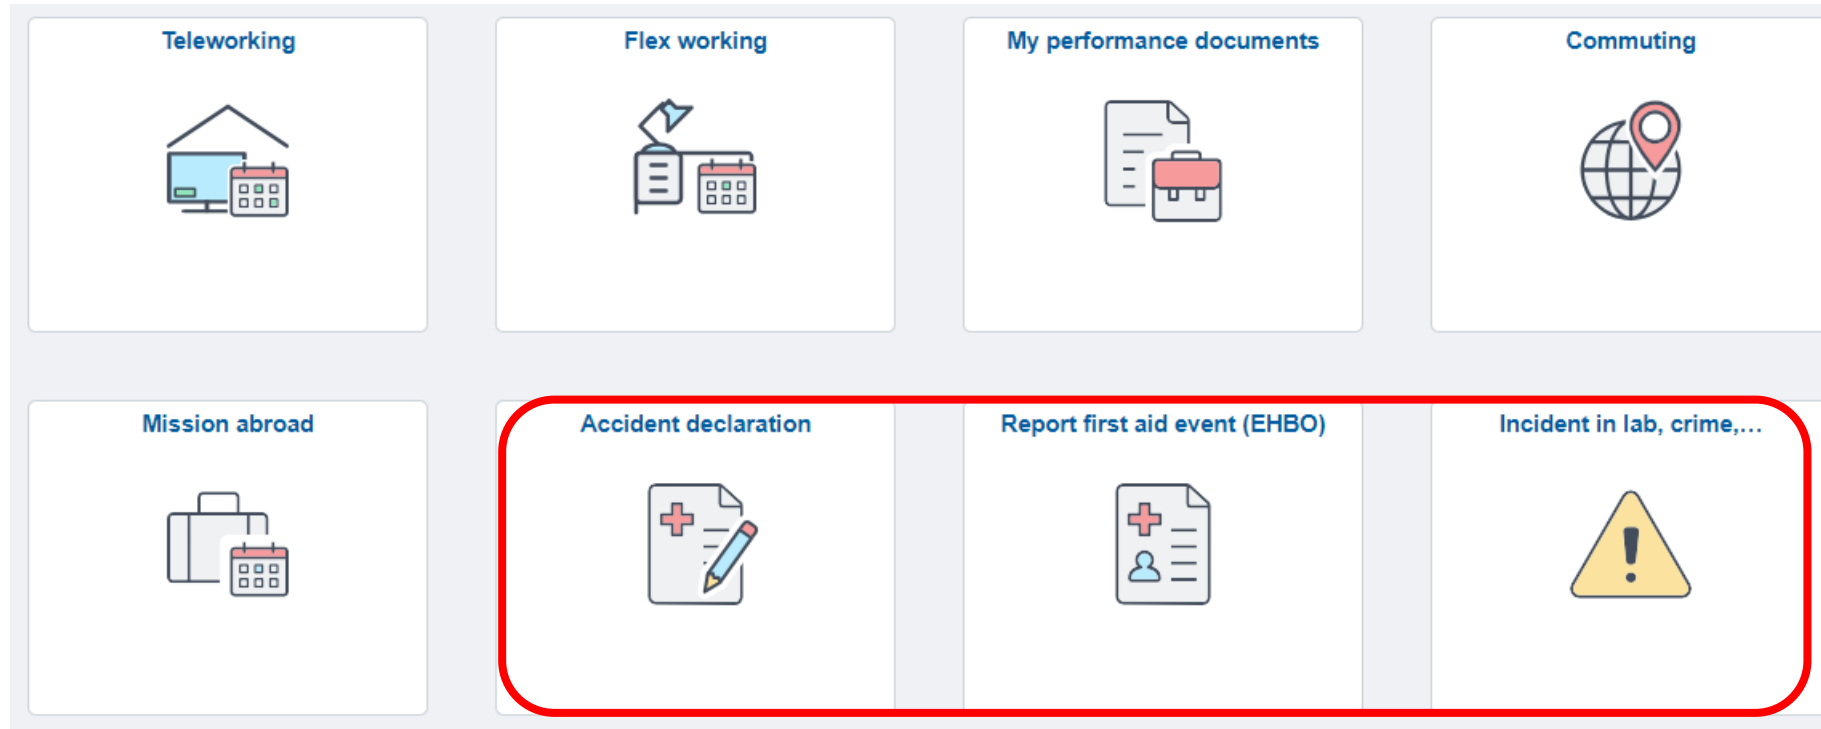 Teleworking
Flex working
My performance documents
Commuting
Mission abroad
Accident declaration
Report first aid event (EHBO)
Incident in lab, crime,...